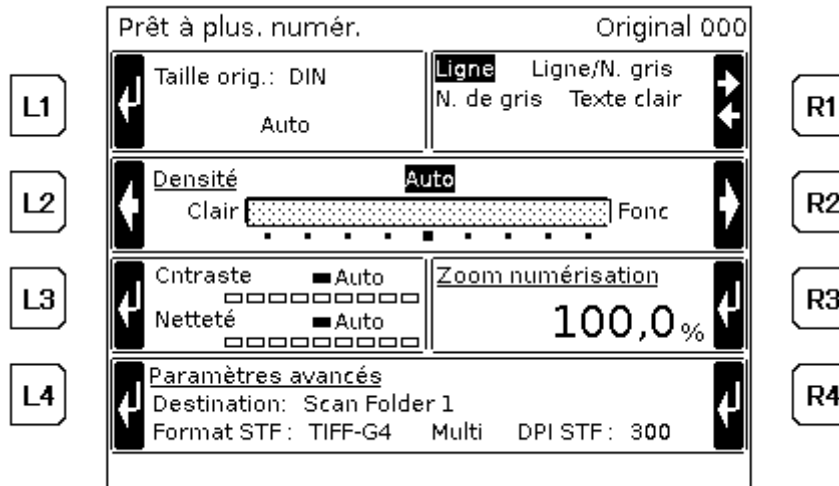 Prêt à plus. numér. Original 000
L1
Taille orig.: DIN
Auto
Ligne Ligne/N. gris
N. de gris Texte clair
R1
L2
Densité Auto
Clair Fonc
R2
L3
Cntraste Auto
Netteté Auto
Zoom numérisation
100,0 %
R3
L4
Paramètres avancés
Destination: Scan Folder 1
Format STF : TIFF-G4 Multi DPI STF : 300
R4